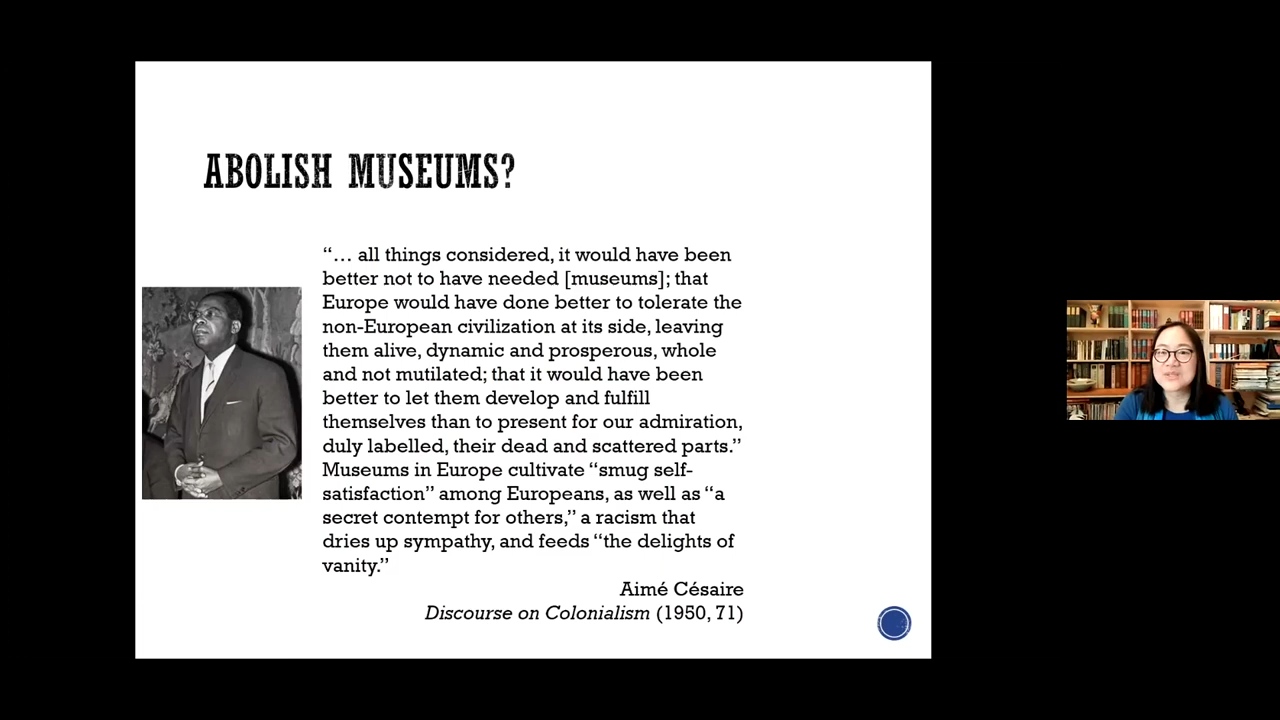 ABOLISH MUSEUMS?
“… all things considered, it would have been
better not to have needed [museums]; that
Europe would have done better to tolerate the
non-European civilization at its side, leaving
them alive, dynamic and prosperous, whole
and not mutilated; that it would have been
better to let them develop and fulfill
themselves than to present for our admiration,
duly labelled, their dead and scattered parts.”
Museums in Europe cultivate “smug self-
satisfaction” among Europeans, as well as “a
secret contempt for others,” a racism that
dries up sympathy, and feeds “the delights of
vanity.”
Aimé Césaire
Discourse on Colonialism (1950, 71)